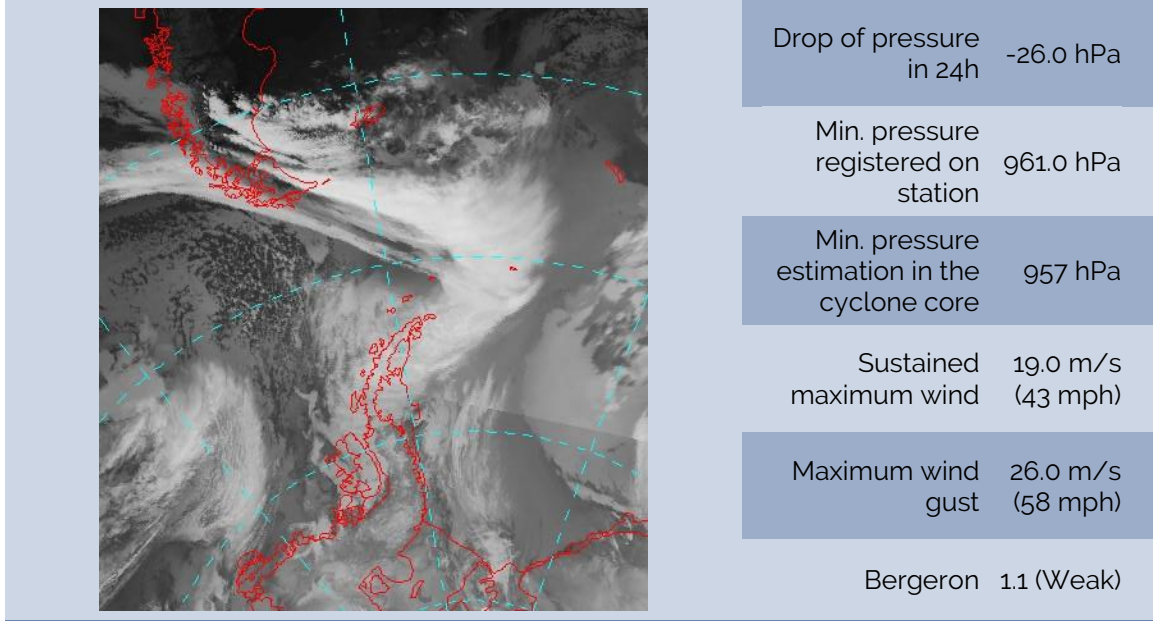 Drop of pressure
in 24h
-26.0 hPa
Min. pressure
registered on
station
961.0 hPa
Min. pressure
estimation in the
cyclone core
957 hPa
Sustained
maximum wind
19.0 m/s
(43 mph)
Maximum wind
gust
26.0 m/s
(58 mph)
Bergeron
1.1 (Weak)